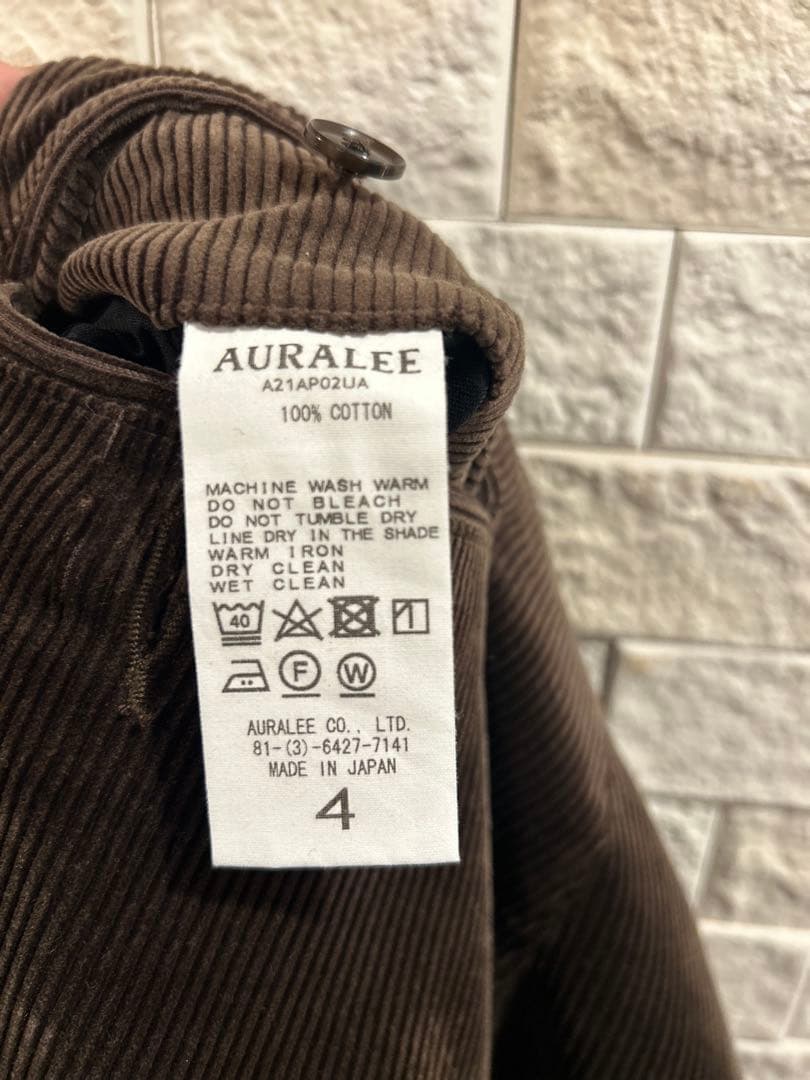 AURALEE
A21AP02UA
100% COTTON
MACHINE WASH WARM
DO NOT BLEACH
DO NOT TUMBLE DRY
LINE DRY IN THE SHADE
WARM IRON
DRY CLEAN
WET CLEAN
40
F W
AURALEE CO., LTD.
81-(3)-6427-7141
MADE IN JAPAN
4